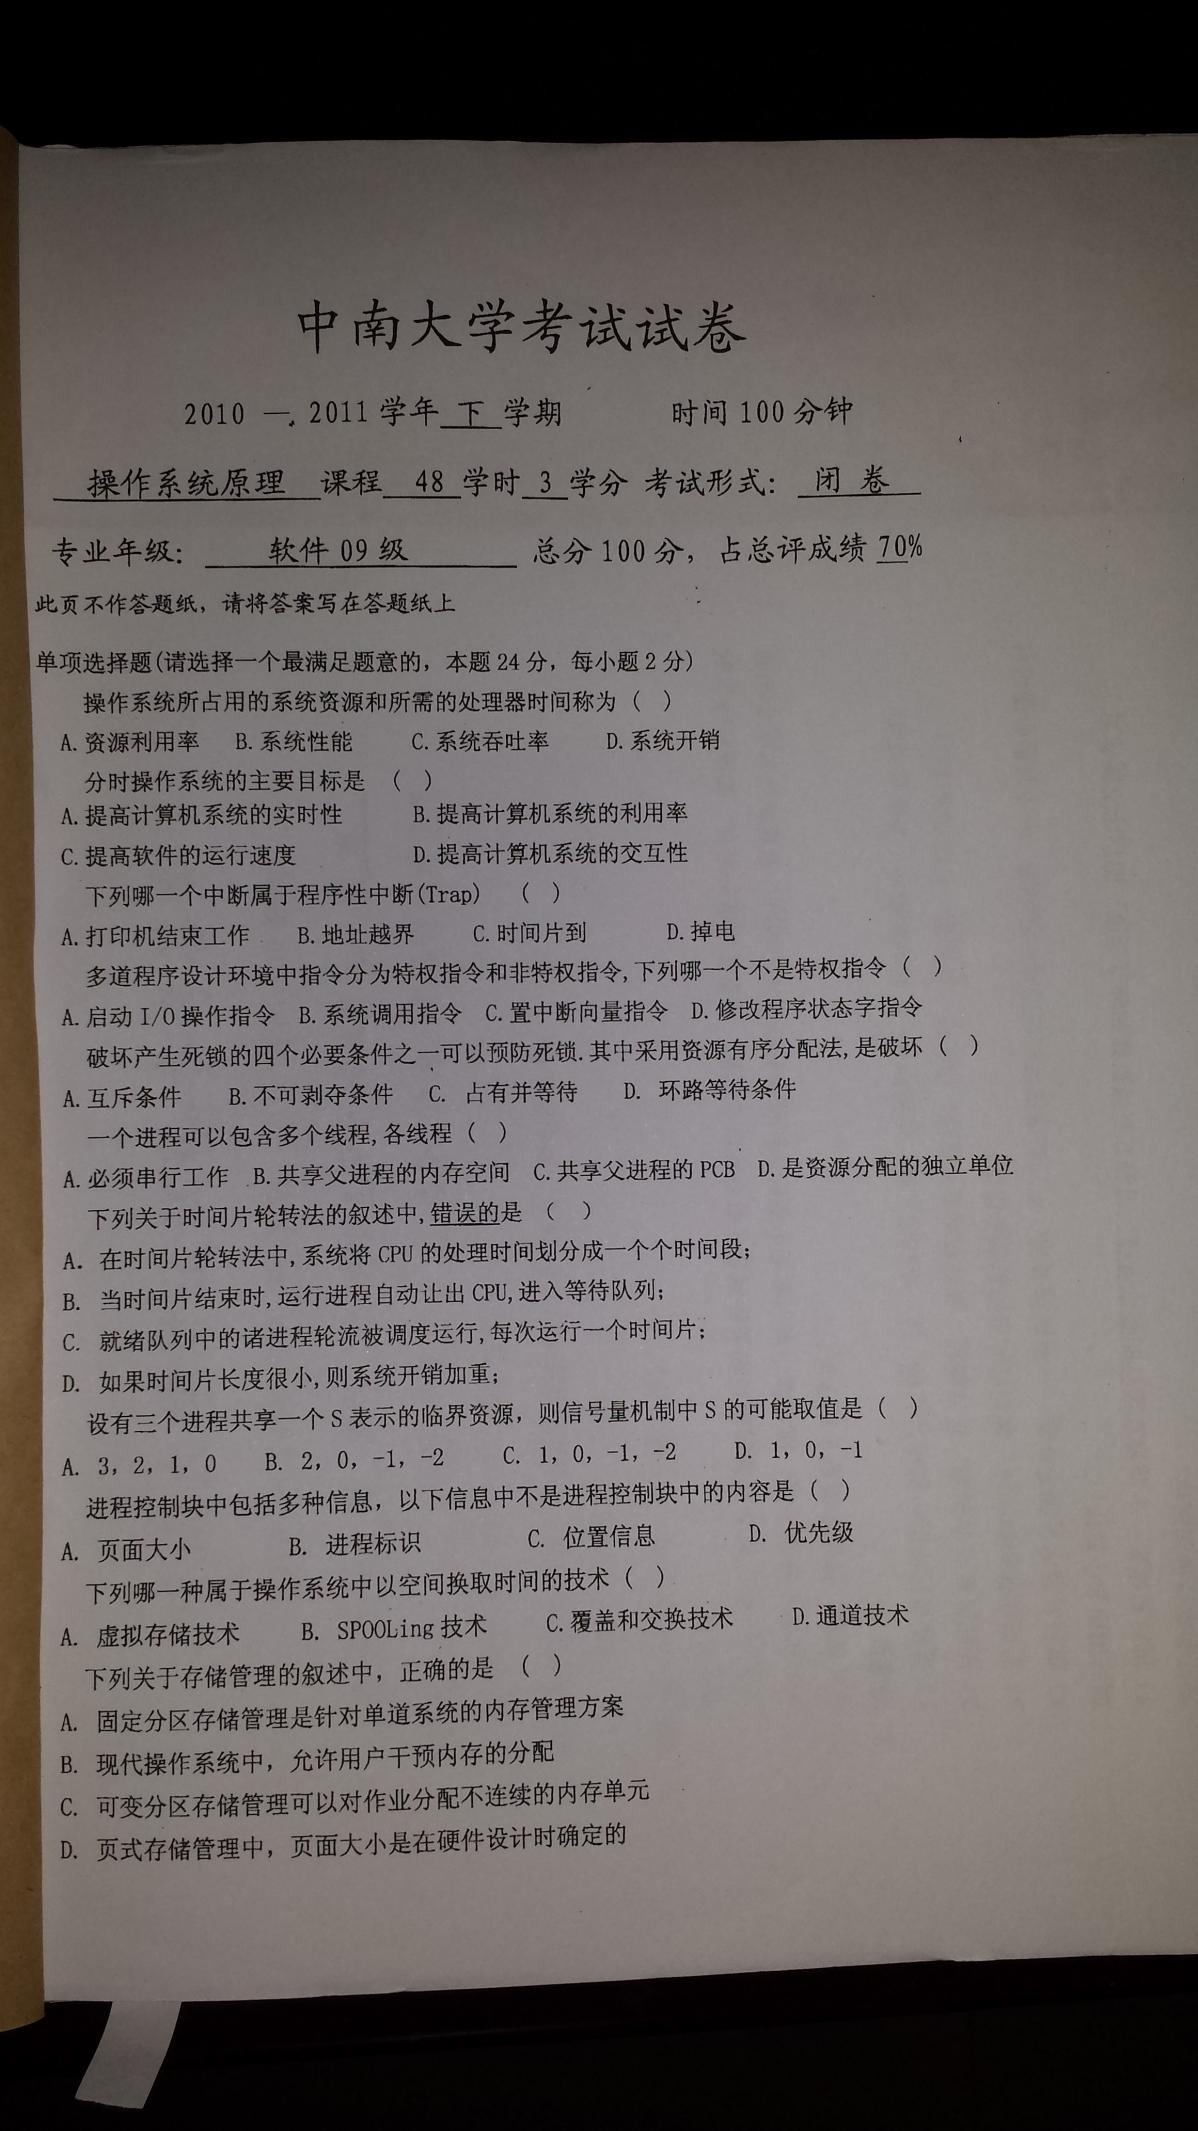 中南大学考试试卷
2010 — 2011 学年 下 学期 时间 100 分钟
操作系统原理 课程 48 学时 3 学分 考试形式: 闭 卷
专业年级: 软件 09 级 总分 100 分, 占总评成绩 70%
此页不作答题纸, 请将答案写在答题纸上
单项选择题(请选择一个最满足题意的, 本题 24 分, 每小题 2 分)
操作系统所占用的系统资源和所需的处理器时间称为 ( )
A.资源利用率 B.系统性能 C.系统吞吐率 D.系统开销
分时操作系统的主要目标是 ( )
A.提高计算机系统的实时性 B.提高计算机系统的利用率
C.提高软件的运行速度 D.提高计算机系统的交互性
下列哪一个中断属于程序性中断(Trap) ( )
A.打印机结束工作 B.地址越界 C.时间片到 D.掉电
多道程序设计环境中指令分为特权指令和非特权指令,下列哪一个不是特权指令 ( )
A.启动 I/O 操作指令 B.系统调用指令 C.置中断向量指令 D.修改程序状态字指令
破坏产生死锁的四个必要条件之一可以预防死锁.其中采用资源有序分配法,是破坏 ( )
A.互斥条件 B.不可剥夺条件 C. 占有并等待 D. 环路等待条件
一个进程可以包含多个线程,各线程 ( )
A.必须串行工作 B.共享父进程的内存空间 C.共享父进程的 PCB D.是资源分配的独立单位
下列关于时间片轮转法的叙述中,错误的是 ( )
A. 在时间片轮转法中,系统将 CPU 的处理时间划分成一个个时间段;
B. 当时间片结束时,运行进程自动让出 CPU,进入等待队列;
C. 就绪队列中的诸进程轮流被调度运行,每次运行一个时间片;
D. 如果时间片长度很小,则系统开销加重;
设有三个进程共享一个 S 表示的临界资源, 则信号量机制中 S 的可能取值是 ( )
A. 3, 2, 1, 0 B. 2, 0, -1, -2 C. 1, 0, -1, -2 D. 1, 0, -1
进程控制块中包括多种信息, 以下信息中不是进程控制块中的内容是 ( )
A. 页面大小 B. 进程标识 C. 位置信息 D. 优先级
下列哪一种属于操作系统中以空间换取时间的技术 ( )
A. 虚拟存储技术 B. SPOOLing 技术 C.覆盖和交换技术 D.通道技术
下列关于存储管理的叙述中, 正确的是 ( )
A. 固定分区存储管理是针对单道系统的内存管理方案
B. 现代操作系统中, 允许用户干预内存的分配
C. 可变分区存储管理可以对作业分配不连续的内存单元
D. 页式存储管理中, 页面大小是在硬件设计时确定的